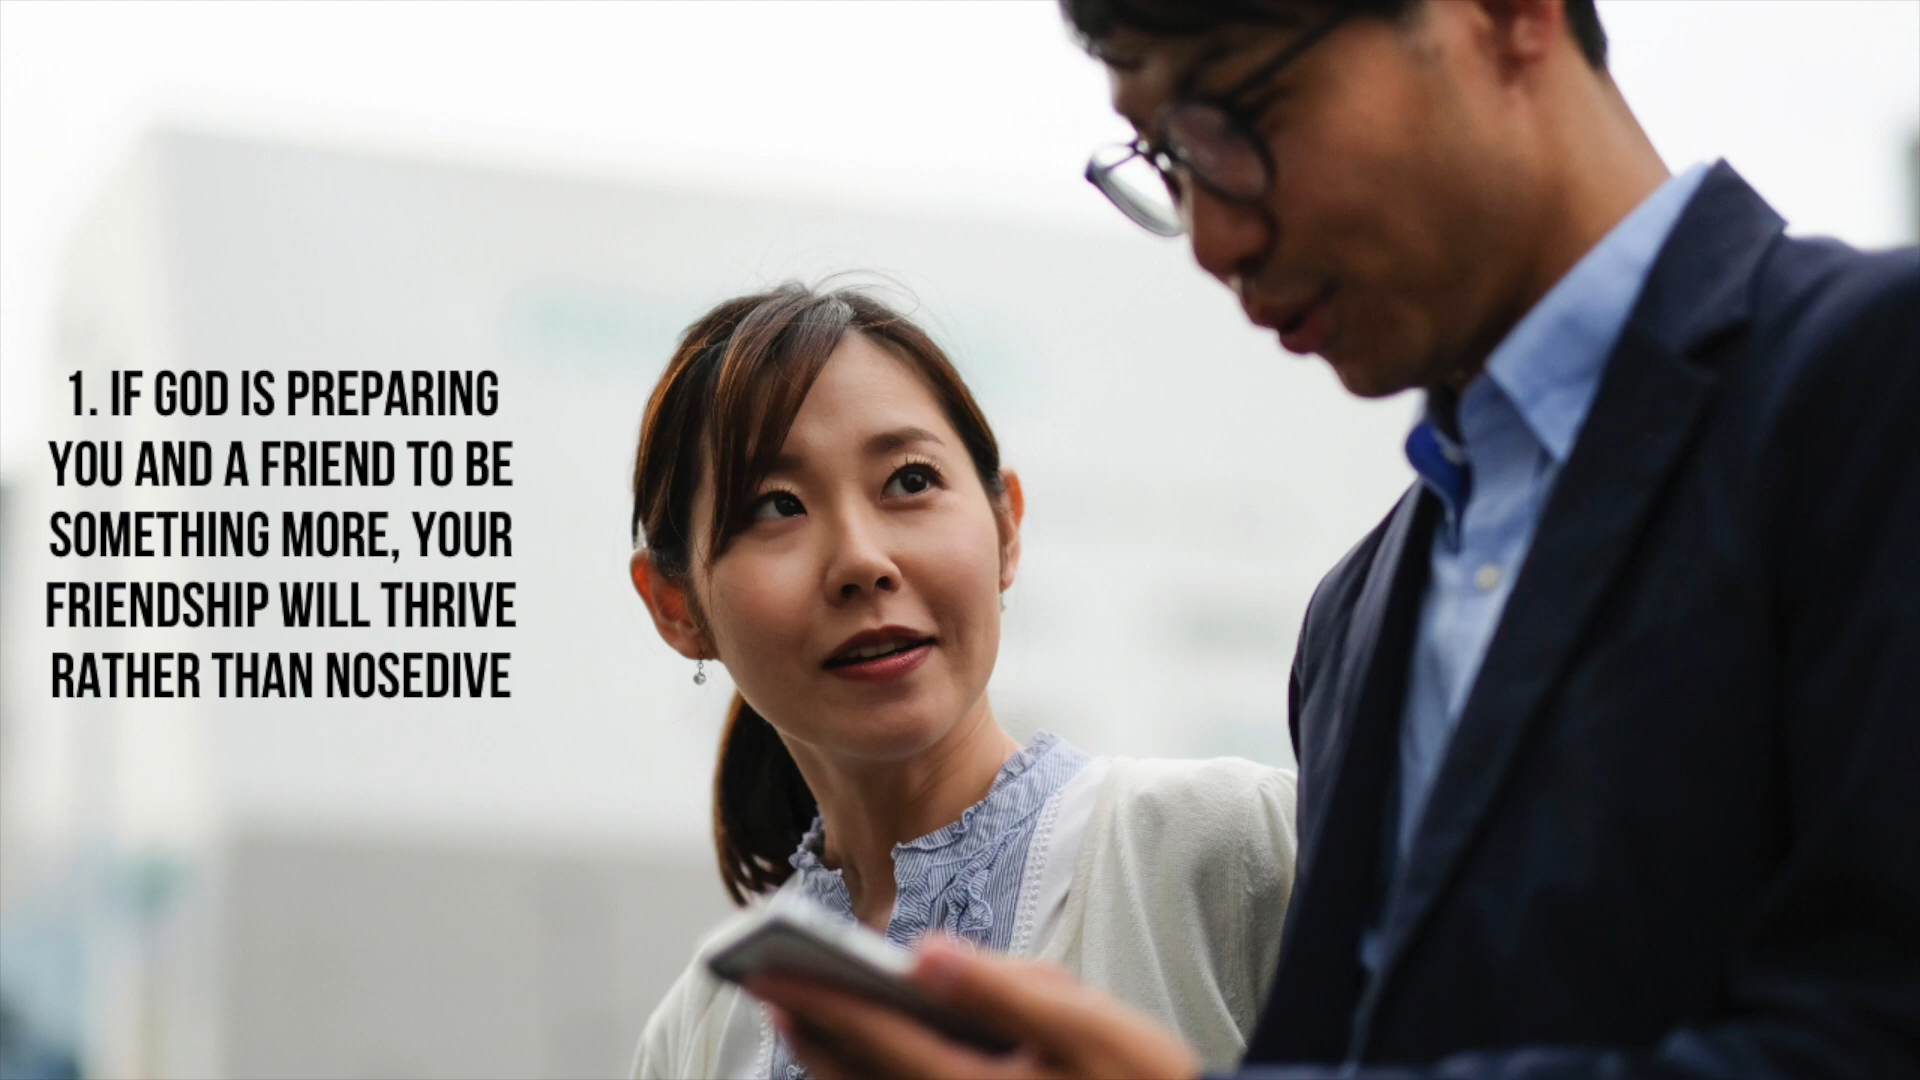 1. IF GOD IS PREPARING
YOU AND A FRIEND TO BE
SOMETHING MORE, YOUR
FRIENDSHIP WILL THRIVE
RATHER THAN NOSEDIVE